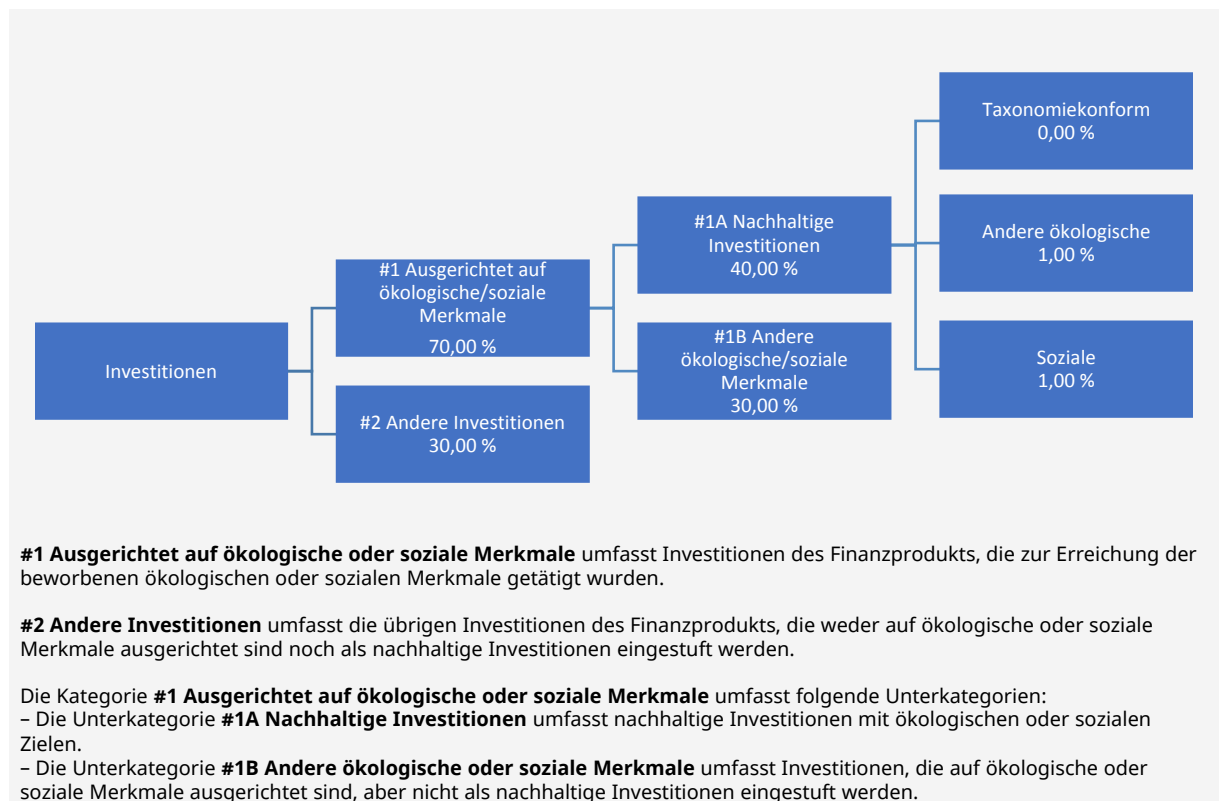 Taxonomiekonform
0,00 %
#1A Nachhaltige
Investitionen
40,00 %
Andere ökologische
1,00 %
#1 Ausgerichtet auf
ökologische/soziale
Merkmale
70,00 %
Investitionen
#1B Andere
ökologische/soziale
Merkmale
30,00 %
Soziale
1,00 %
#2 Andere Investitionen
30,00 %
#1 Ausgerichtet auf ökologische oder soziale Merkmale umfasst Investitionen des Finanzprodukts, die zur Erreichung der
beworbenen ökologischen oder sozialen Merkmale getätigt wurden.
#2 Andere Investitionen umfasst die übrigen Investitionen des Finanzprodukts, die weder auf ökologische oder soziale
Merkmale ausgerichtet sind noch als nachhaltige Investitionen eingestuft werden.
Die Kategorie #1 Ausgerichtet auf ökologische oder soziale Merkmale umfasst folgende Unterkategorien:
– Die Unterkategorie #1A Nachhaltige Investitionen umfasst nachhaltige Investitionen mit ökologischen oder sozialen
Zielen.
– Die Unterkategorie #1B Andere ökologische oder soziale Merkmale umfasst Investitionen, die auf ökologische oder
soziale Merkmale ausgerichtet sind, aber nicht als nachhaltige Investitionen eingestuft werden.